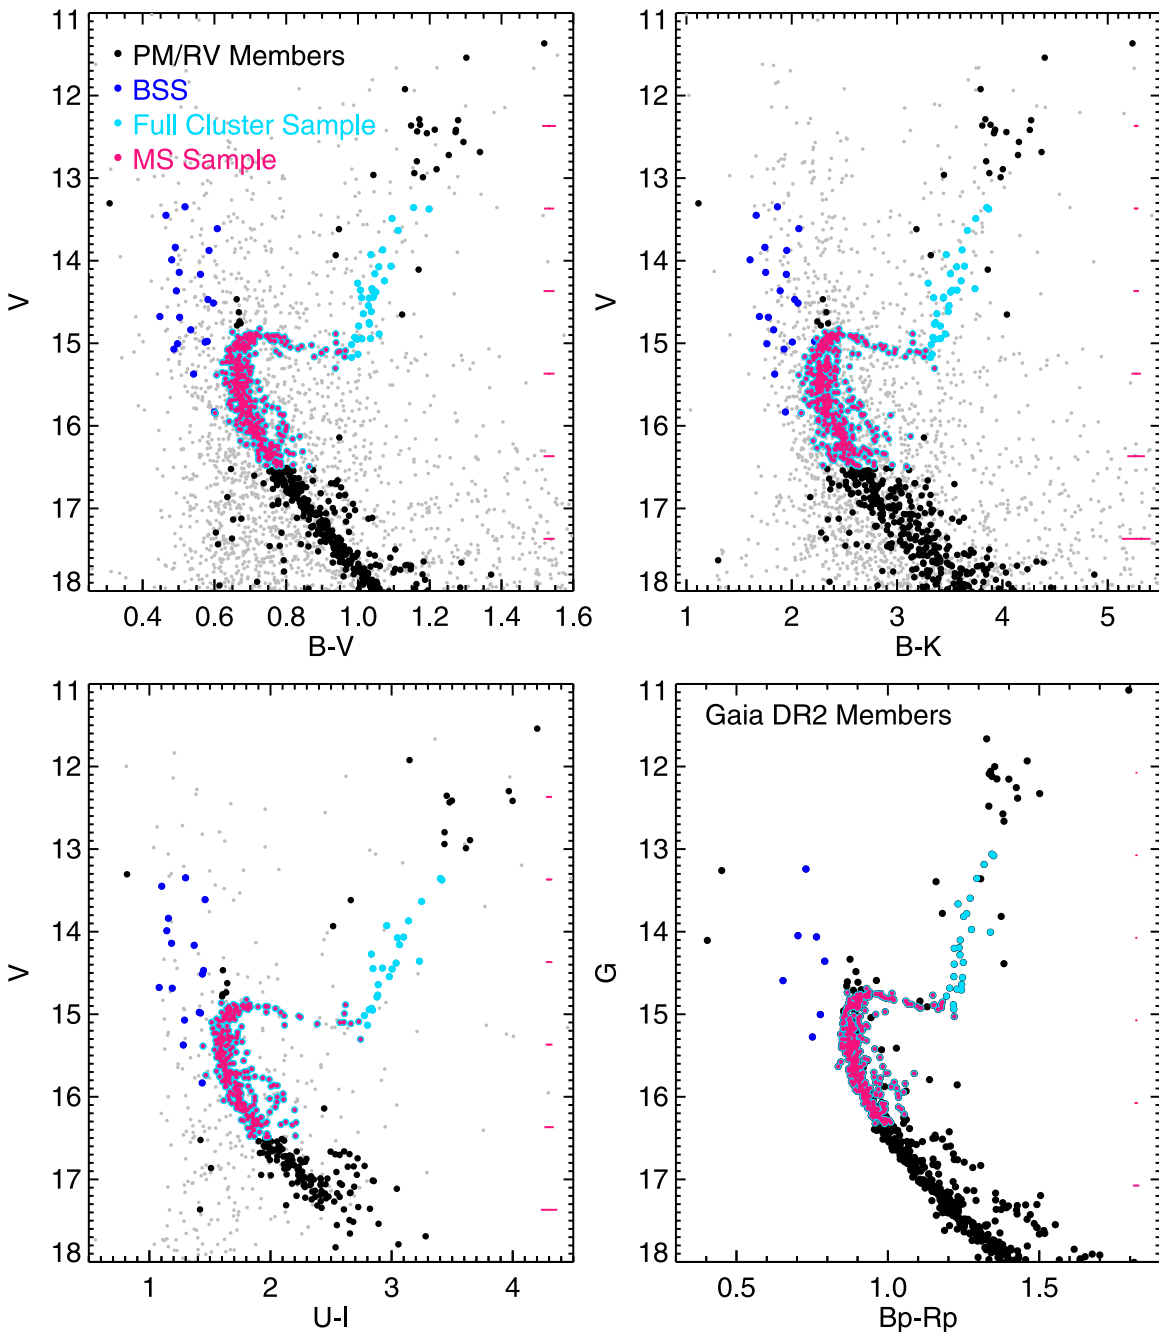 11
12
13
14
15
16
17
18
V
0.4 0.6 0.8 1.0 1.2 1.4 1.6
B-V
PM/RV Members
BSS
Full Cluster Sample
MS Sample
11
12
13
14
15
16
17
18
V
1 2 3 4 5
B-K
11
12
13
14
15
16
17
18
V
1 2 3 4
U-I
11
12
13
14
15
16
17
18
G
0.5 1.0 1.5
Bp-Rp
Gaia DR2 Members